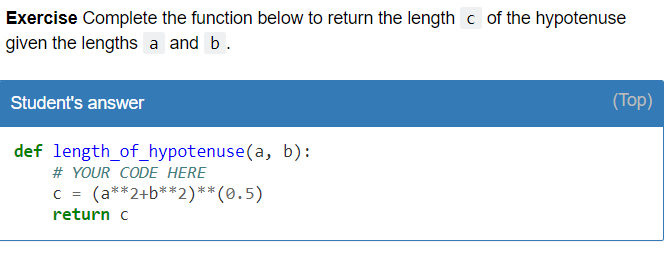 Exercise Complete the function below to return the length c of the hypotenuse
given the lengths a and b.
Student's answer (Top)
def length_of_hypotenuse(a, b):
    # YOUR CODE HERE
    c = (a**2+b**2)**(0.5)
    return c